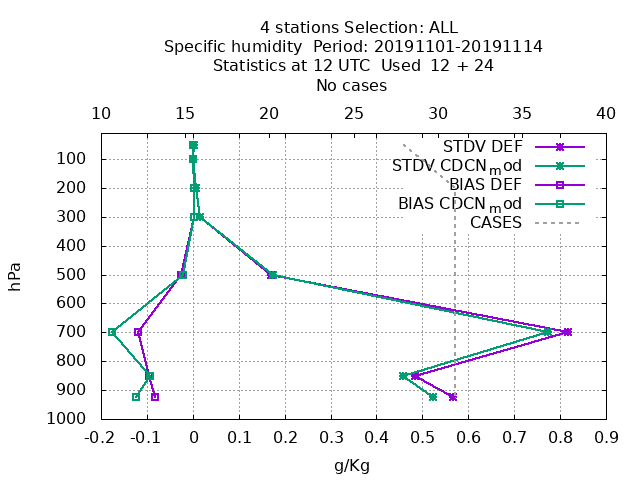 4 stations Selection: ALL
Specific humidity  Period: 20191101-20191114
Statistics at 12 UTC  Used  12 + 24
No cases
10 15 20 25 30 35 40
STDV DEF
STDV CDCNmod
BIAS DEF
BIAS CDCNmod
CASES
100
200
300
400
500
600
700
800
900
1000
hPa
-0.2 -0.1 0 0.1 0.2 0.3 0.4 0.5 0.6 0.7 0.8 0.9
g/Kg